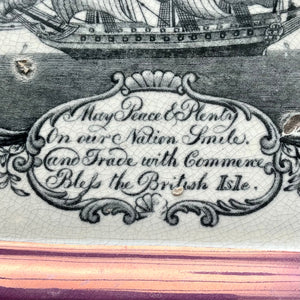 May Peace & Plenty
On our Nation Smile.
and Trade with Commerce
Bless the British Isle.